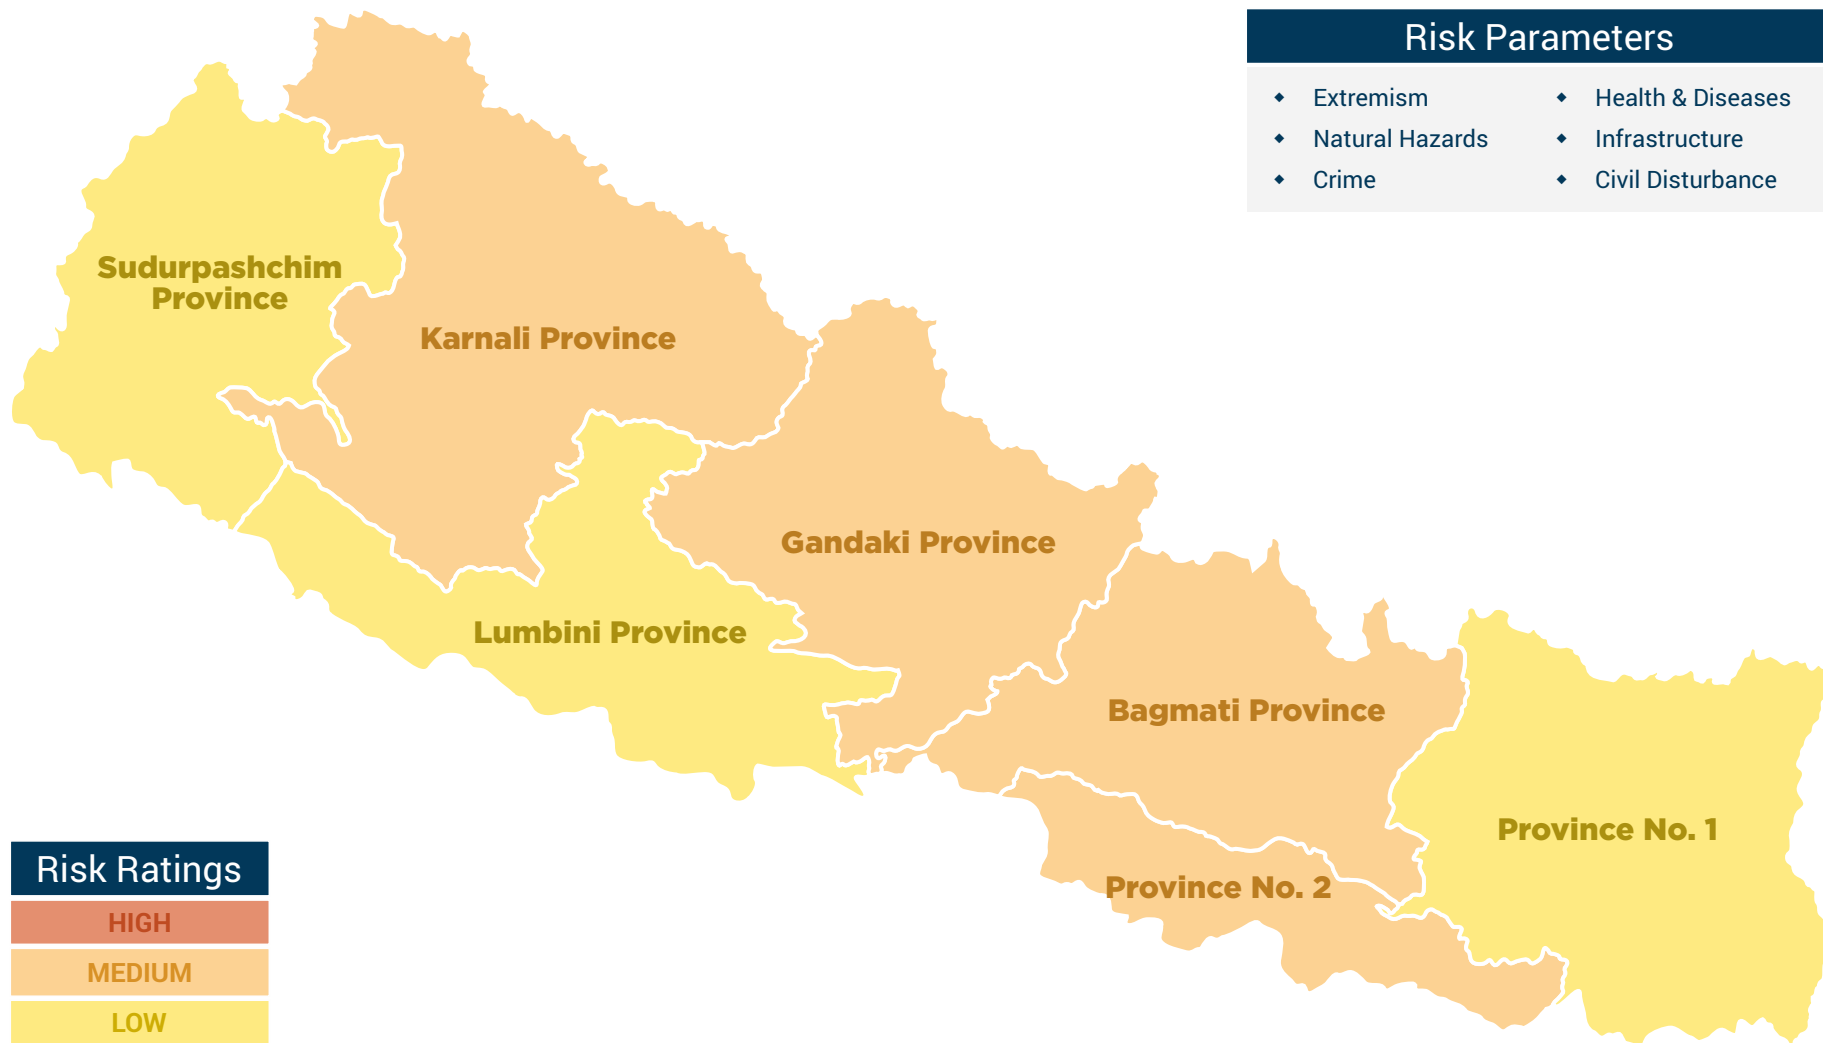 Risk Parameters
Extremism
Natural Hazards
Crime
Health & Diseases
Infrastructure
Civil Disturbance
Sudurpashchim
Province
Karnali Province
Gandaki Province
Lumbini Province
Bagmati Province
Province No. 1
Province No. 2
Risk Ratings
HIGH
MEDIUM
LOW